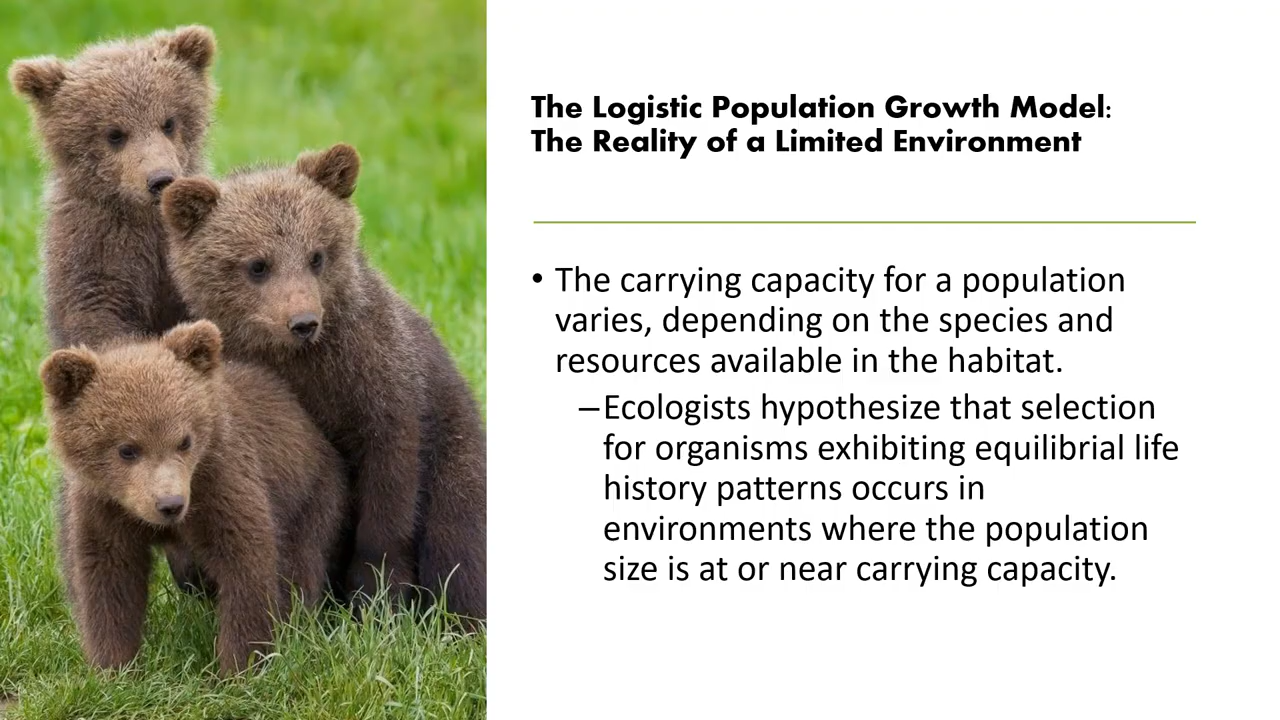 The Logistic Population Growth Model:
The Reality of a Limited Environment
• The carrying capacity for a population
varies, depending on the species and
resources available in the habitat.
–Ecologists hypothesize that selection
for organisms exhibiting equilibrial life
history patterns occurs in
environments where the population
size is at or near carrying capacity.